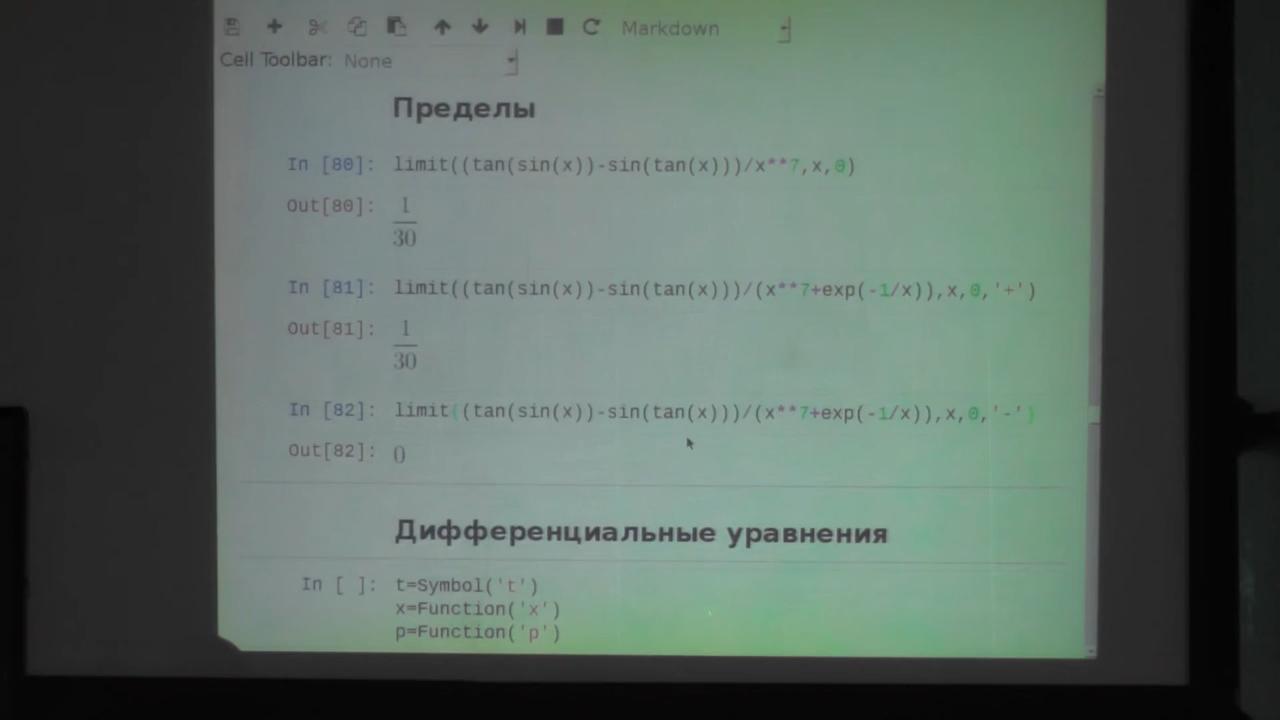 Markdown
Cell Toolbar: None
Пределы
In [80]: limit((tan(sin(x))-sin(tan(x)))/x**7,x,0)
Out[80]: 1
30
In [81]: limit((tan(sin(x))-sin(tan(x)))/(x**7+exp(-1/x)),x,0,'+')
Out[81]: 1
30
In [82]: limit((tan(sin(x))-sin(tan(x)))/(x**7+exp(-1/x)),x,0,'-')
Out[82]: 0
Дифференциальные уравнения
In [ ]: t=Symbol('t')
x=Function('x')
p=Function('p')